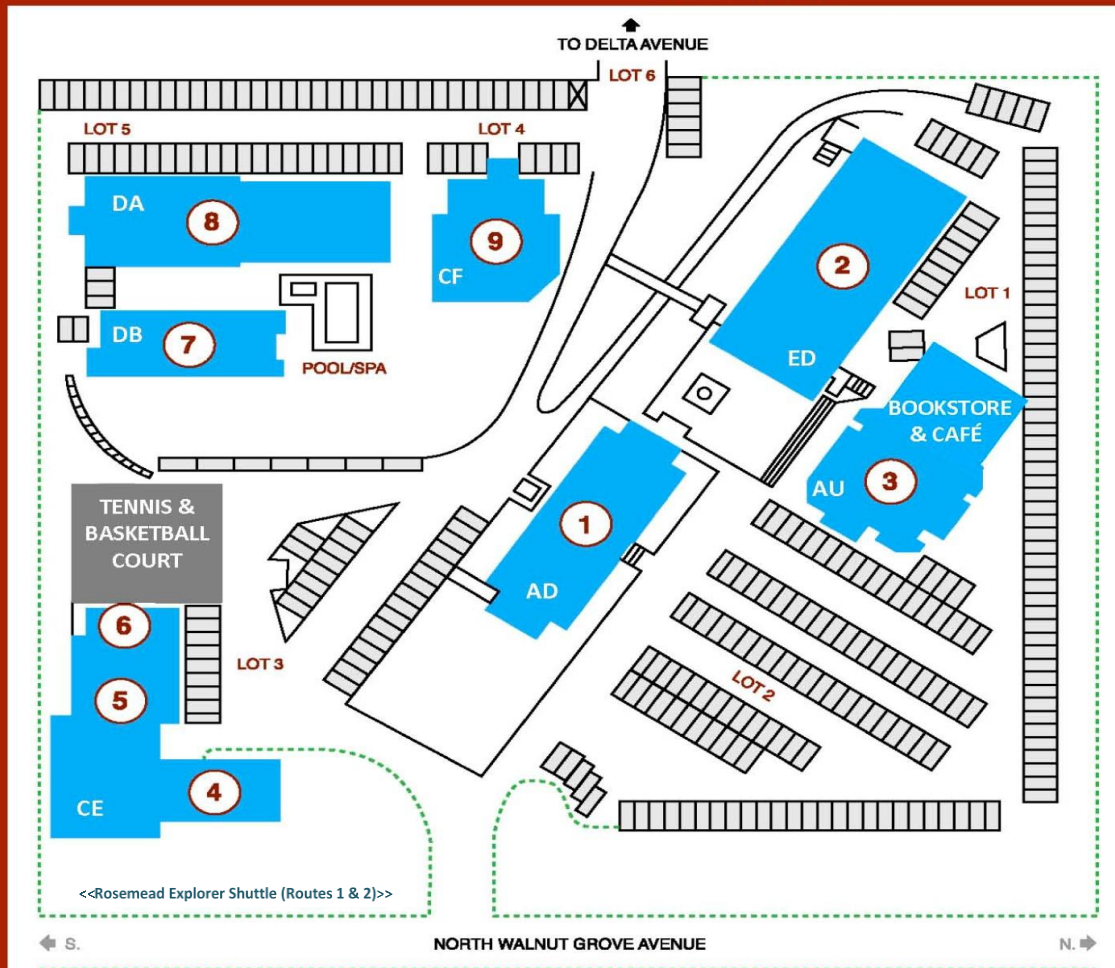 TO DELTA AVENUE
LOT 6
LOT 5
LOT 4
DA
8
9
CF
2
LOT 1
DB
7
POOL/SPA
ED
BOOKSTORE
& CAFÉ
AU
3
TENNIS &
BASKETBALL
COURT
1
AD
6
LOT 3
5
LOT 2
4
CE
<<Rosemead Explorer Shuttle (Routes 1 & 2)>>
S.
NORTH WALNUT GROVE AVENUE
N.